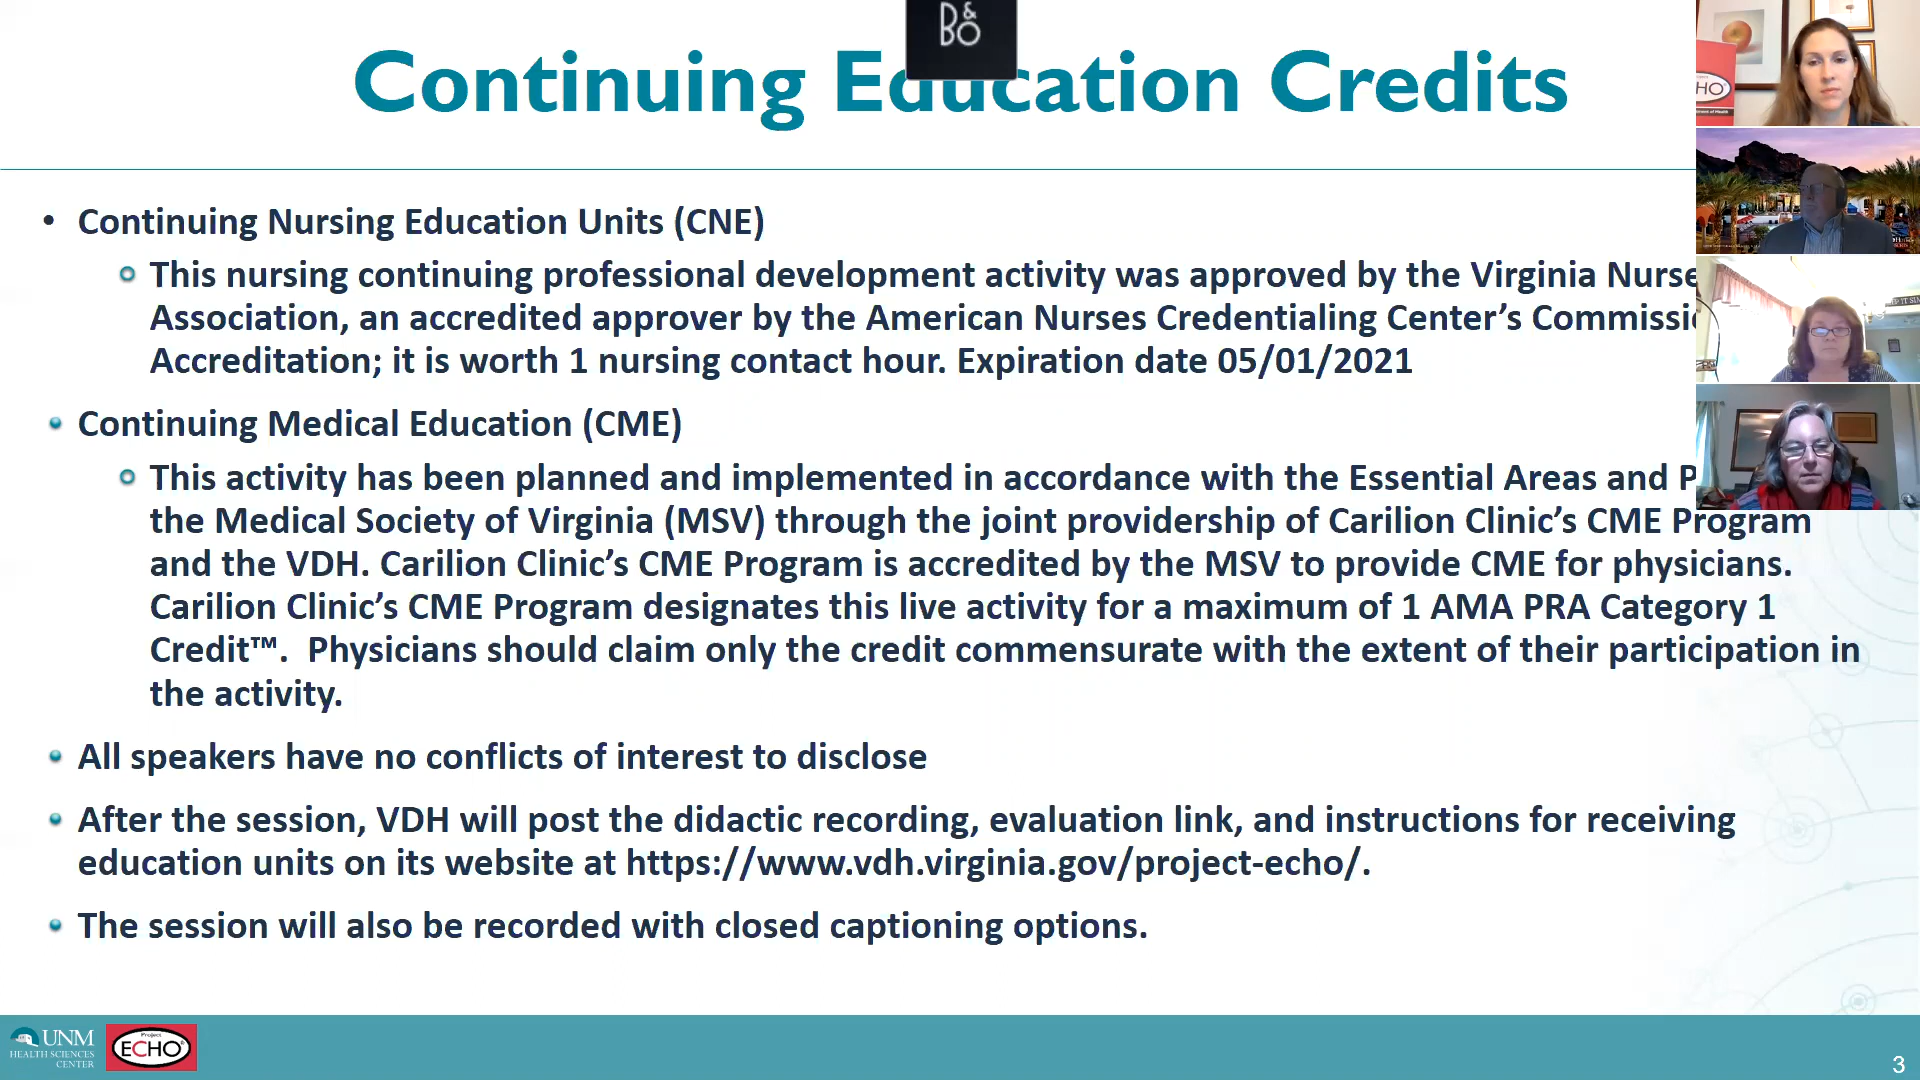 B&O
Continuing Education Credits
• Continuing Nursing Education Units (CNE)
This nursing continuing professional development activity was approved by the Virginia Nurse
Association, an accredited approver by the American Nurses Credentialing Center's
Accreditation; it is worth 1 nursing contact hour. Expiration date 05/01/2021
Continuing Medical Education (CME)
This activity has been planned and implemented in accordance with the Essential Areas and
the Medical Society of Virginia (MSV) through the joint providership of Carilion Clinic's CME Program
and the VDH. Carilion Clinic's CME Program is accredited by the MSV to provide CME for physicians.
Carilion Clinic's CME Program designates this live activity for a maximum of 1 AMA PRA Category 1
Credit™. Physicians should claim only the credit commensurate with the extent of their participation in
the activity.
All speakers have no conflicts of interest to disclose
After the session, VDH will post the didactic recording, evaluation link, and instructions for receiving
education units on its website at https://www.vdh.virginia.gov/project-echo/.
The session will also be recorded with closed captioning options.
UNM
HEALTH SCIENCES
CENTER
Project
ECHO®
3